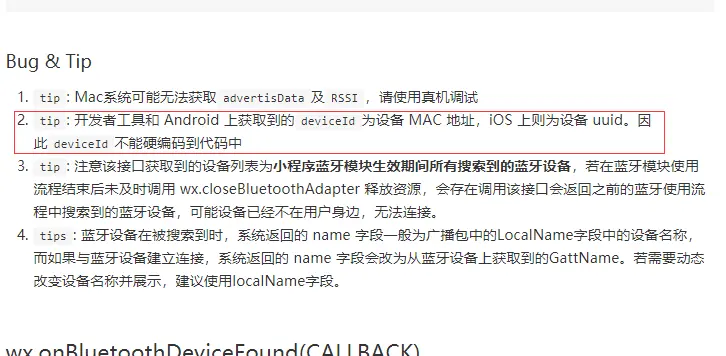 Bug & Tip
1. tip : Mac系统可能无法获取 advertisData 及 RSSI ，请使用真机调试
2. tip : 开发者工具和 Android 上获取到的 deviceId 为设备 MAC 地址，iOS 上则为设备 uuid。因
此 deviceId 不能硬编码到代码中
3. tip : 注意该接口获取到的设备列表为小程序蓝牙模块生效期间所有搜索到的蓝牙设备，若在蓝牙模块使用
流程结束后未及时调用 wx.closeBluetoothAdapter 释放资源，会存在调用该接口会返回之前的蓝牙使用流
程中搜索到的蓝牙设备，可能设备已经不在用户身边，无法连接。
4. tips : 蓝牙设备在被搜索到时，系统返回的 name 字段一般为广播包中的LocalName字段中的设备名称，
而如果与蓝牙设备建立连接，系统返回的 name 字段会改为从蓝牙设备上获取到的GattName。若需要动态
改变设备名称并展示，建议使用localName字段。
wx.onBluetoothDeviceFound(CALLBACK)